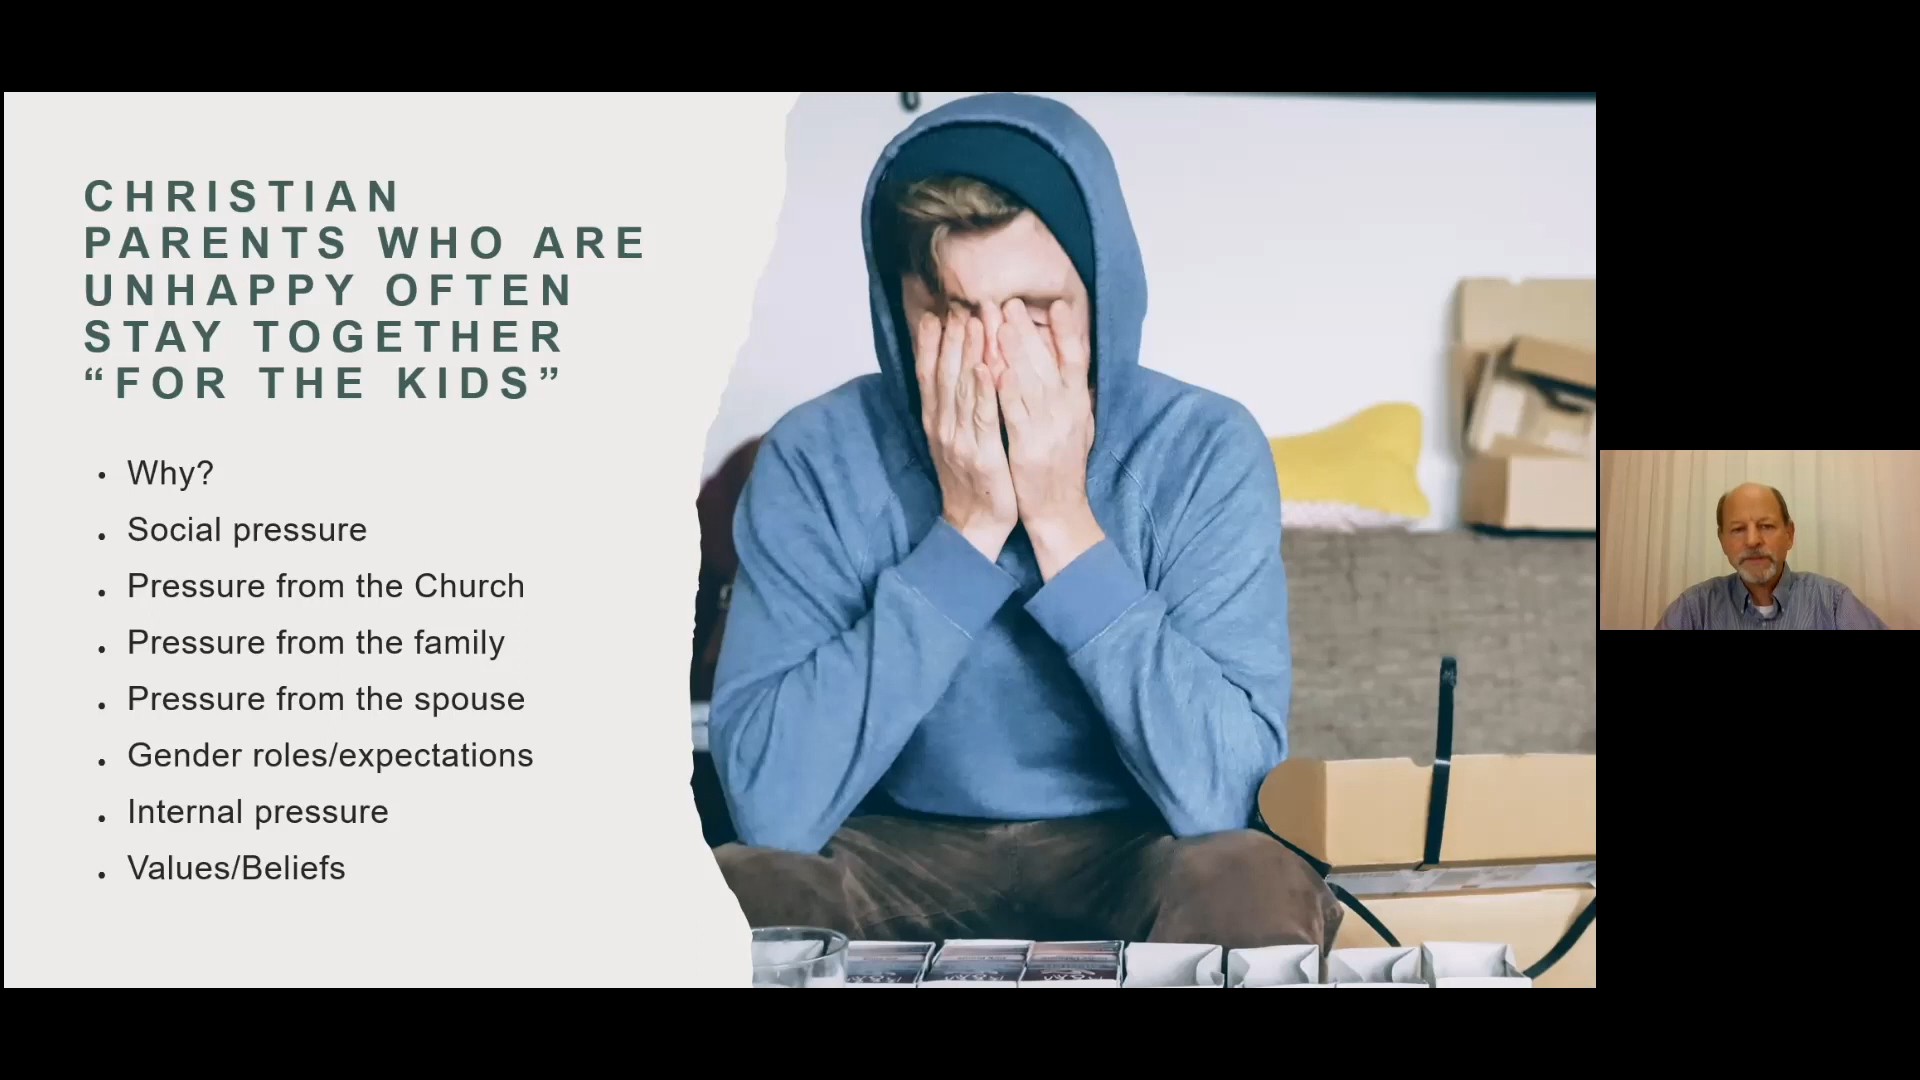 CHRISTIAN
PARENTS WHO ARE
UNHAPPY OFTEN
STAY TOGETHER
“FOR THE KIDS”
• Why?
• Social pressure
• Pressure from the Church
• Pressure from the family
• Pressure from the spouse
• Gender roles/expectations
• Internal pressure
• Values/Beliefs